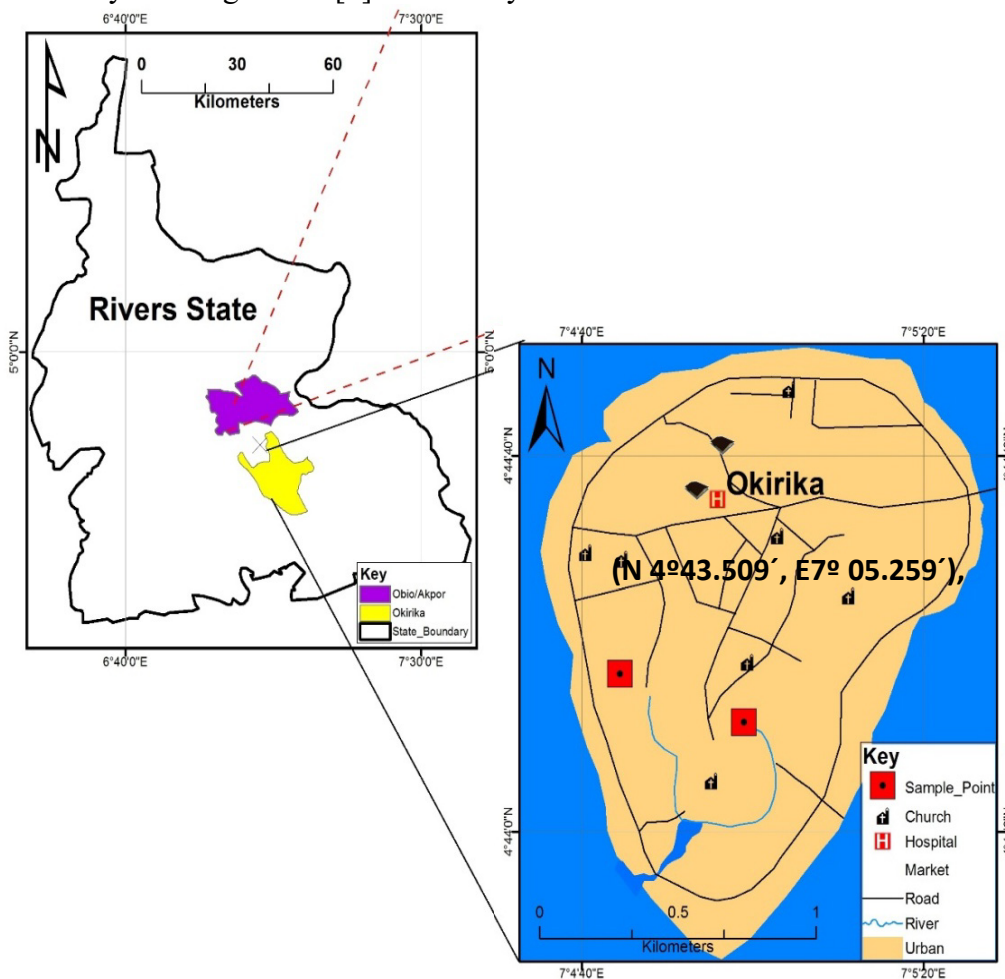 6°40'0"E
7°30'0"E
0 30 60
Kilometers
N
Rivers State
5°0'0"N
5°0'0"N
Key
Obio/Akpor
Okirika
State_Boundary
6°40'0"E
7°30'0"E
7°4'40"E
7°5'20"E
N
4°44'40"N
Okirika
(N 4º43.509´, E7º 05.259´),
H
4°44'0"N
Key
Sample_Point
Church
H Hospital
Market
Road
River
Urban
0 0.5 1
Kilometers
7°4'40"E
7°5'20"E